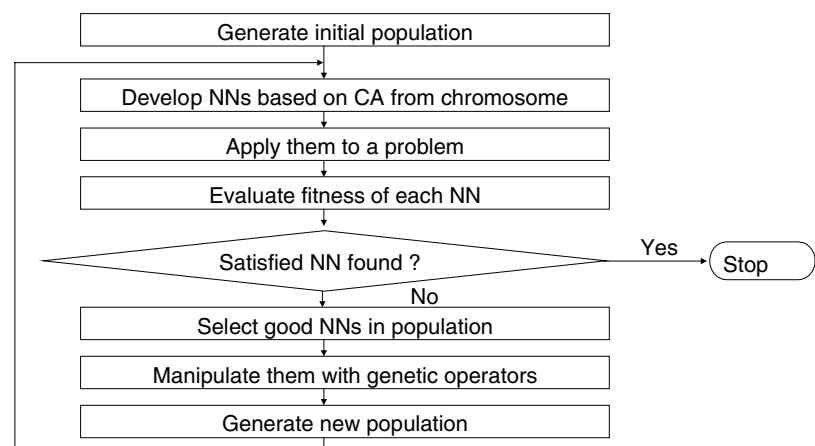 Generate initial population
Develop NNs based on CA from chromosome
Apply them to a problem
Evaluate fitness of each NN
Satisfied NN found ?
Yes
Stop
No
Select good NNs in population
Manipulate them with genetic operators
Generate new population